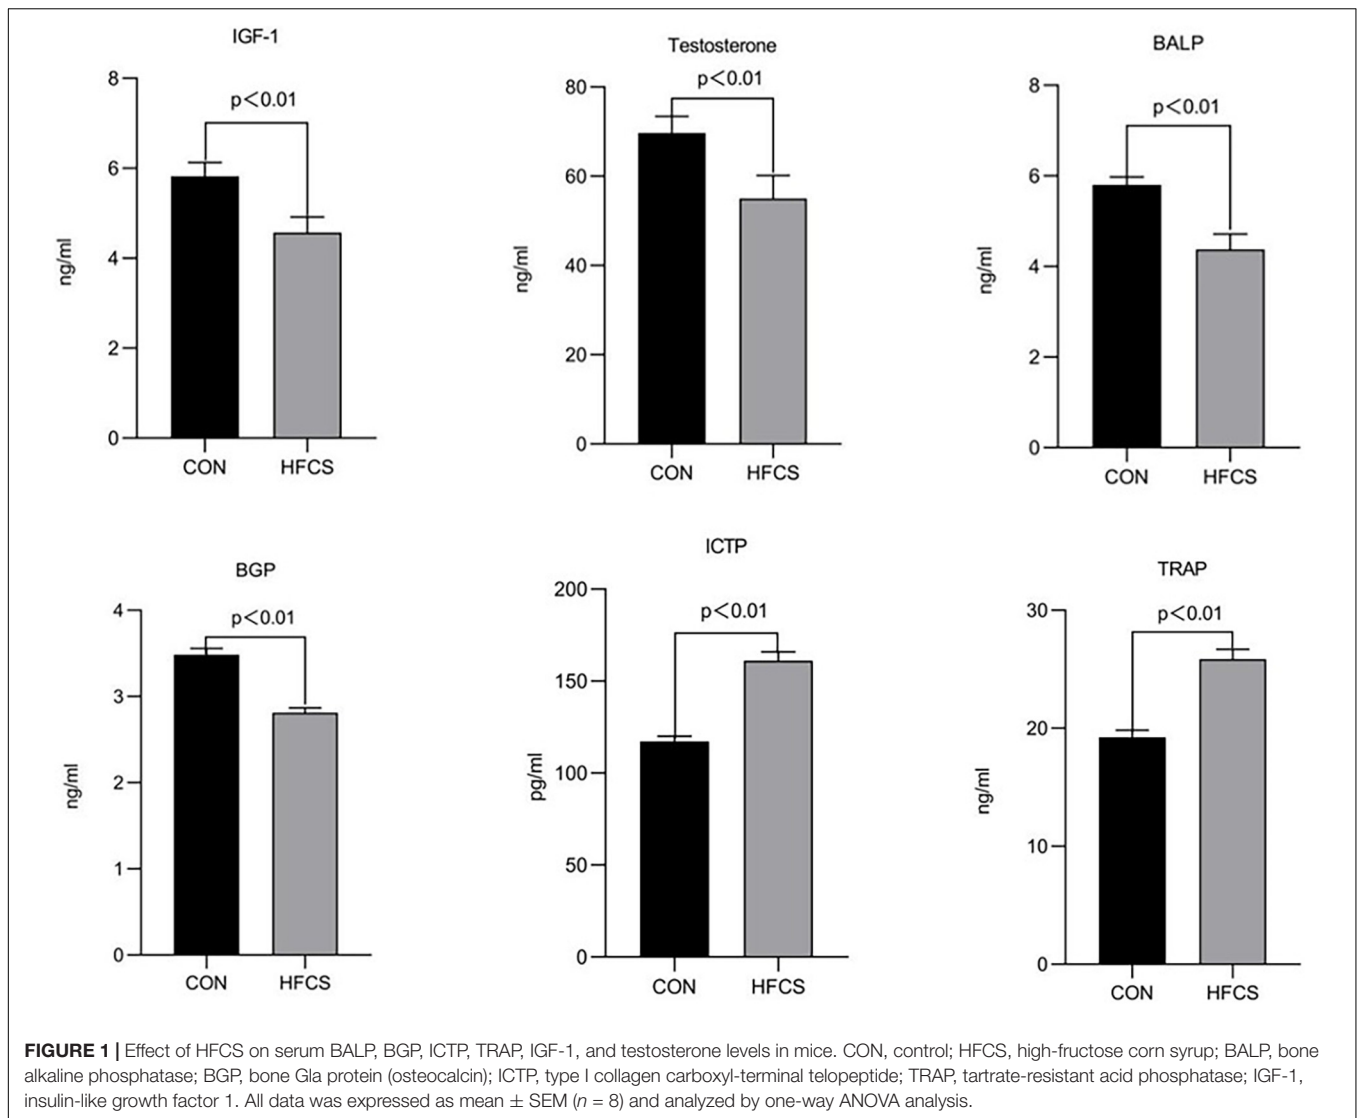 IGF-1
8
6
4
2
0
ng/ml
p<0.01
CON HFCS
Testosterone
80
60
40
20
0
ng/ml
p<0.01
CON HFCS
BALP
8
6
4
2
0
ng/ml
p<0.01
CON HFCS
BGP
4
3
2
1
0
ng/ml
p<0.01
CON HFCS
ICTP
200
150
100
50
0
pg/ml
p<0.01
CON HFCS
TRAP
30
20
10
0
ng/ml
p<0.01
CON HFCS
FIGURE 1 | Effect of HFCS on serum BALP, BGP, ICTP, TRAP, IGF-1, and testosterone levels in mice. CON, control; HFCS, high-fructose corn syrup; BALP, bone
alkaline phosphatase; BGP, bone Gla protein (osteocalcin); ICTP, type I collagen carboxyl-terminal telopeptide; TRAP, tartrate-resistant acid phosphatase; IGF-1,
insulin-like growth factor 1. All data was expressed as mean ± SEM (n = 8) and analyzed by one-way ANOVA analysis.